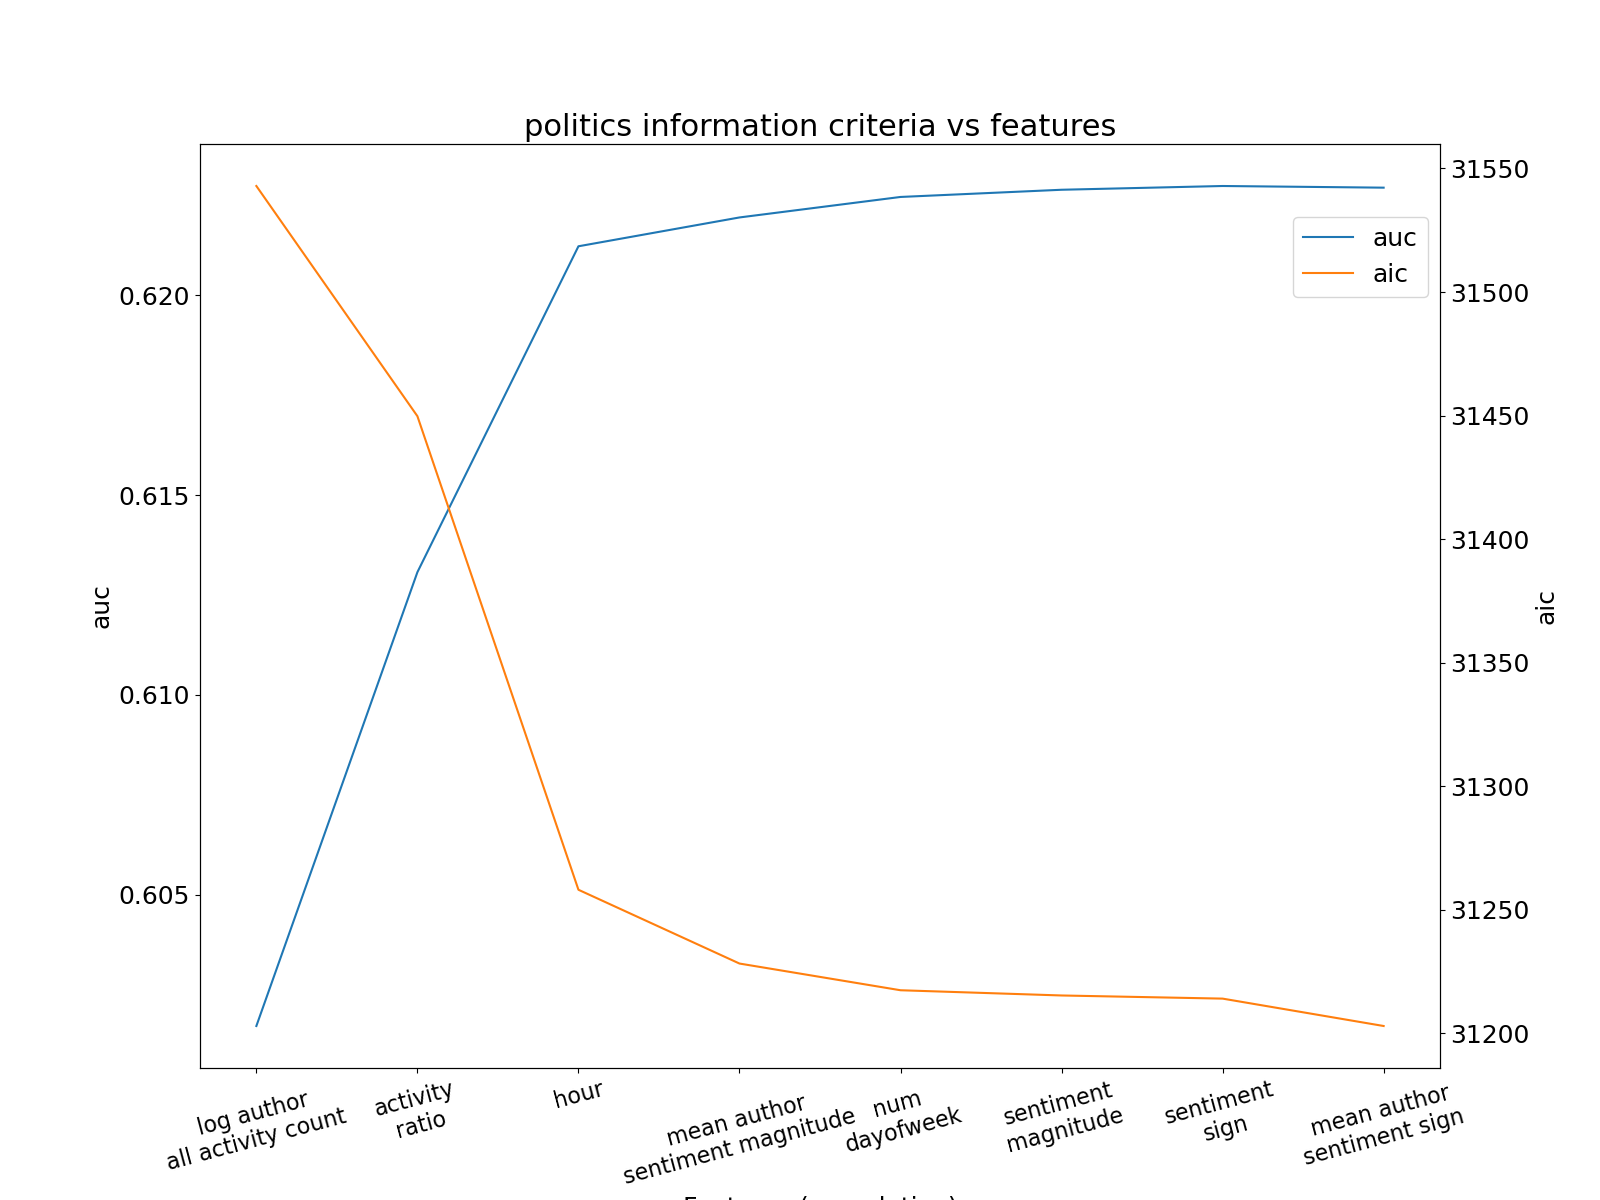 politics information criteria vs features
auc
aic
0.620
0.615
0.610
0.605
auc
31550
31500
31450
31400
31350
31300
31250
31200
aic
log author
all activity count
activity
ratio
hour
mean author
sentiment magnitude
num
dayofweek
sentiment
magnitude
sentiment
sign
mean author
sentiment sign